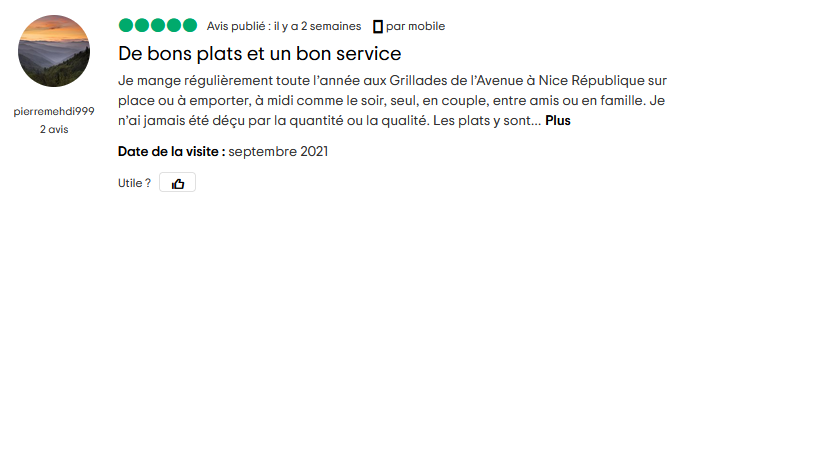 Avis publié : il y a 2 semaines par mobile
De bons plats et un bon service
Je mange régulièrement toute l'année aux Grillades de l'Avenue à Nice République sur
place ou à emporter, à midi comme le soir, seul, en couple, entre amis ou en famille. Je
n'ai jamais été déçu par la quantité ou la qualité. Les plats y sont... Plus
pierremehdi999
2 avis
Date de la visite : septembre 2021
Utile ?